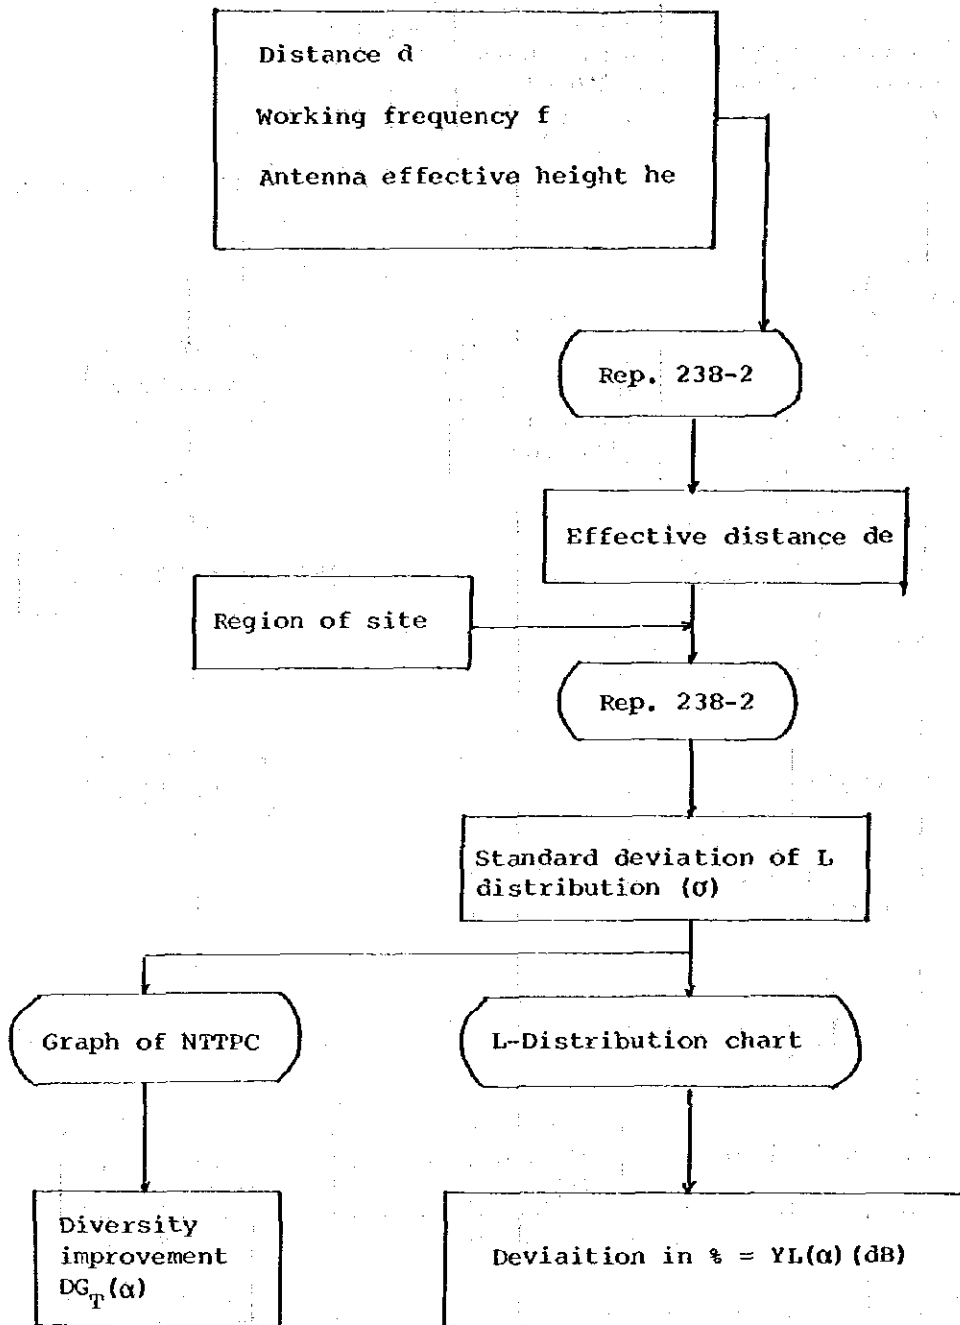 Distance d
Working frequency f
Antenna effective height he
Rep. 238-2
Effective distance de
Region of site
Rep. 238-2
Standard deviation of L
distribution (σ)
Graph of NTTPC
L-Distribution chart
Diversity
improvement
DG_T(α)
Deviaition in % = YL(α)(dB)